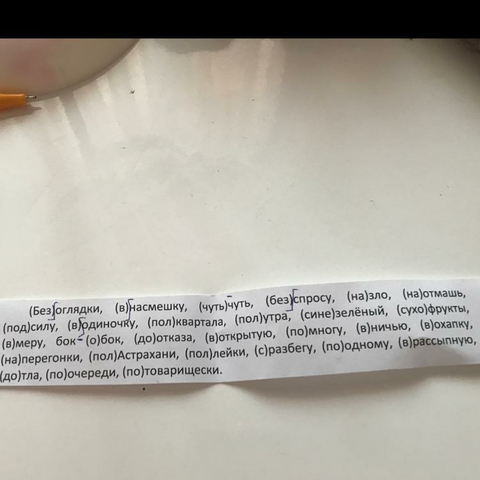 (Без)оглядки, (в)насмешку, (чуть)чуть, (без)спросу, (на)зло, (на)отмашь,
(под)силу, (в)одиночку, (пол)квартала, (пол)утра, (сине)зелёный, (сухо)фрукты,
(в)меру, бок-(о)бок, (до)отказа, (в)открытую, (по)многу, (в)ничью, (в)охапку,
(на)перегонки, (пол)Астрахани, (пол)лейки, (с)разбегу, (по)одному, (в)рассыпную,
(до)тла, (по)очереди, (по)товарищески.